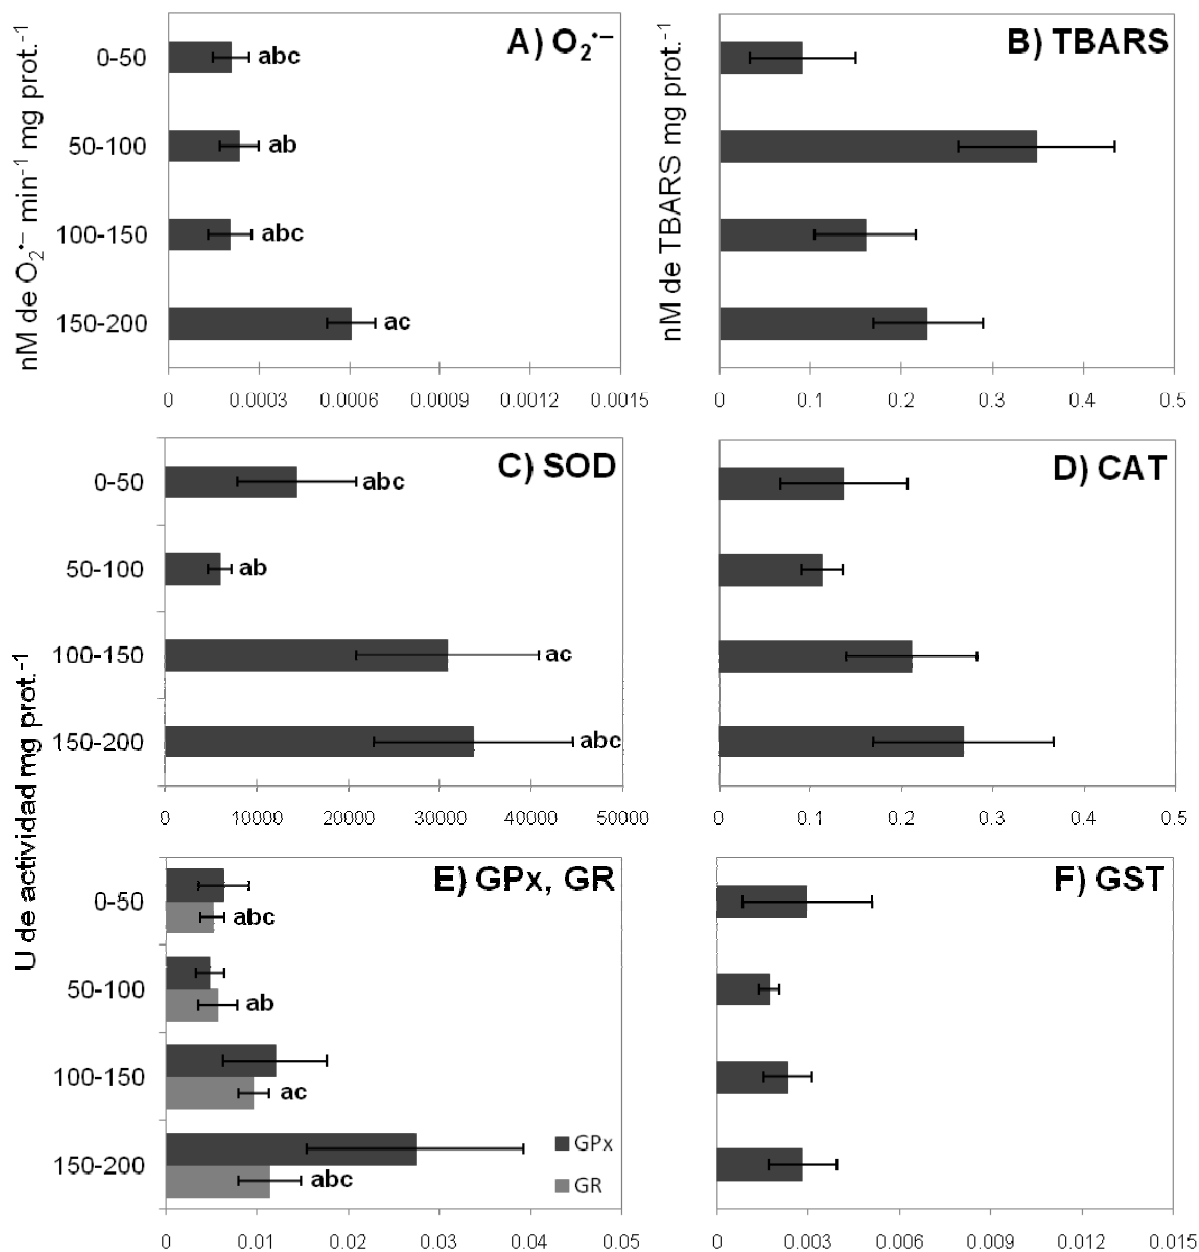 A) O₂•–
nM de O₂•– min⁻¹ mg prot.⁻¹
0-50
abc
50-100
ab
100-150
abc
150-200
ac
0 0.0003 0.0006 0.0009 0.0012 0.0015
B) TBARS
nM de TBARS mg prot.⁻¹
0 0.1 0.2 0.3 0.4 0.5
C) SOD
0-50
abc
50-100
ab
100-150
ac
150-200
abc
0 10000 20000 30000 40000 50000
D) CAT
0 0.1 0.2 0.3 0.4 0.5
U de actividad mg prot.⁻¹
E) GPx, GR
0-50
abc
50-100
ab
100-150
ac
150-200
abc
GPx
GR
0 0.01 0.02 0.03 0.04 0.05
F) GST
0 0.003 0.006 0.009 0.012 0.015